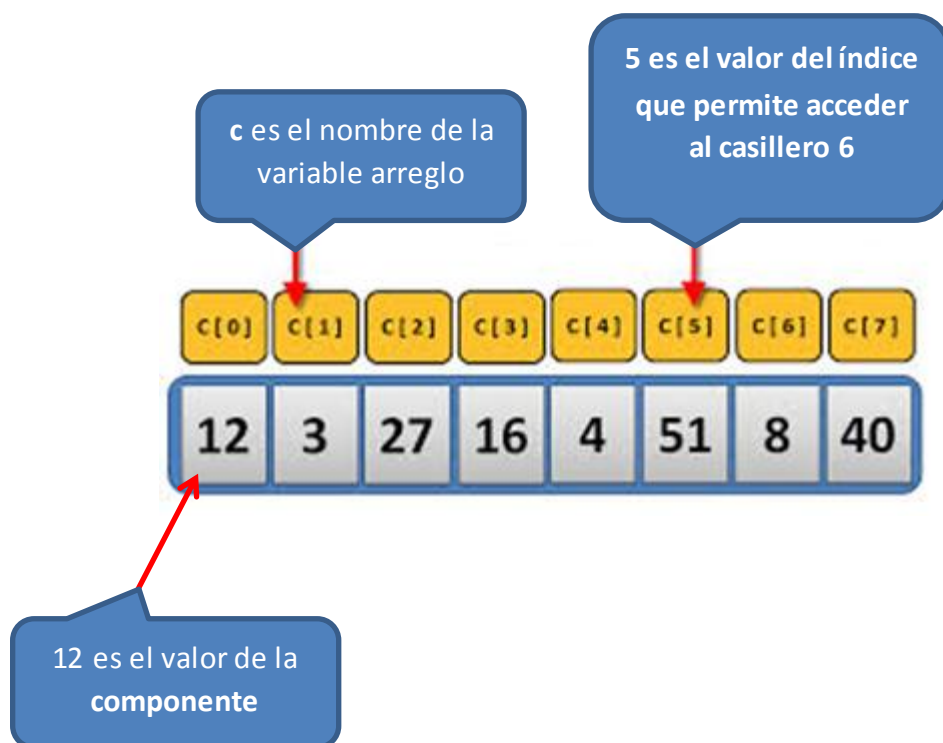 5 es el valor del índice
que permite acceder
al casillero 6
c es el nombre de la
variable arreglo
C[0] C[1] C[2] C[3] C[4] C[5] C[6] C[7]
12 3 27 16 4 51 8 40
12 es el valor de la
componente